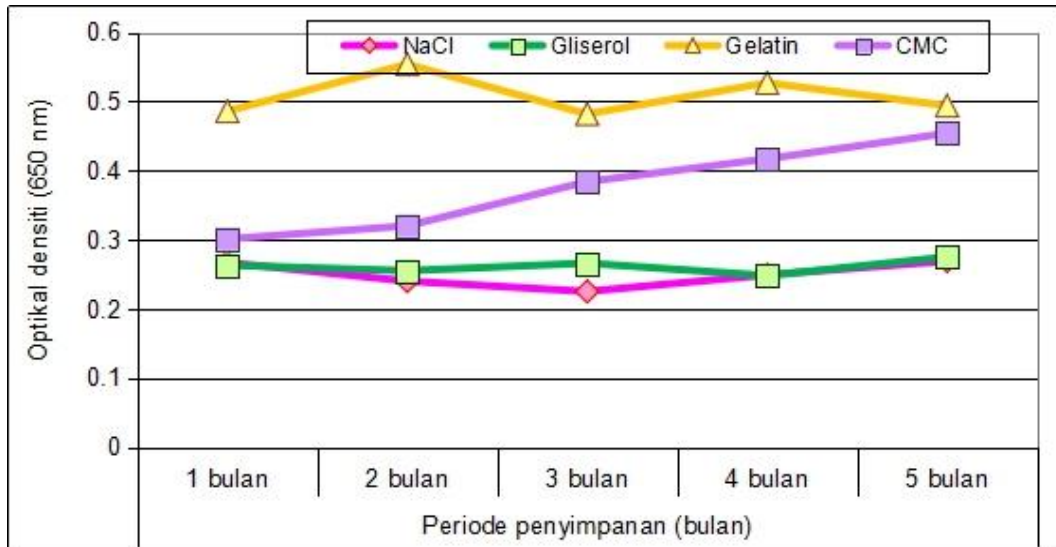 NaCl Gliserol Gelatin CMC
Optikal densiti (650 nm)
0.6
0.5
0.4
0.3
0.2
0.1
0
1 bulan 2 bulan 3 bulan 4 bulan 5 bulan
Periode penyimpanan (bulan)